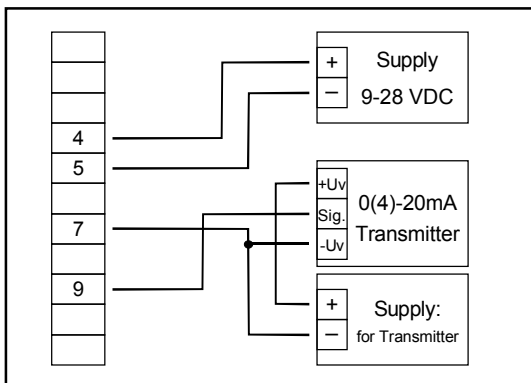 4
5
7
9
+
–
Supply
9-28 VDC
+Uv
Sig.
-Uv
0(4)-20mA
Transmitter
+
–
Supply:
for Transmitter